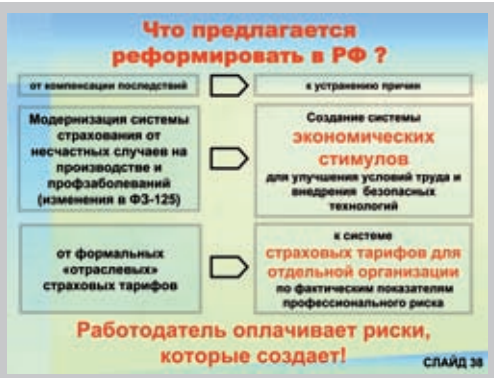 Что предлагается
реформировать в РФ ?
от компенсации последствий
к устранению причин
Модернизация системы
страхования от
несчастных случаев на
производстве и
профзаболеваний
(изменения в ФЗ-125)
Создание системы
экономических
стимулов
для улучшения условий труда и
внедрения безопасных
технологий
от формальных
«отраслевых»
страховых тарифов
к системе
страховых тарифов для
отдельной организации
по фактическим показателям
профессионального риска
Работодатель оплачивает риски,
которые создает!
СЛАЙД 38